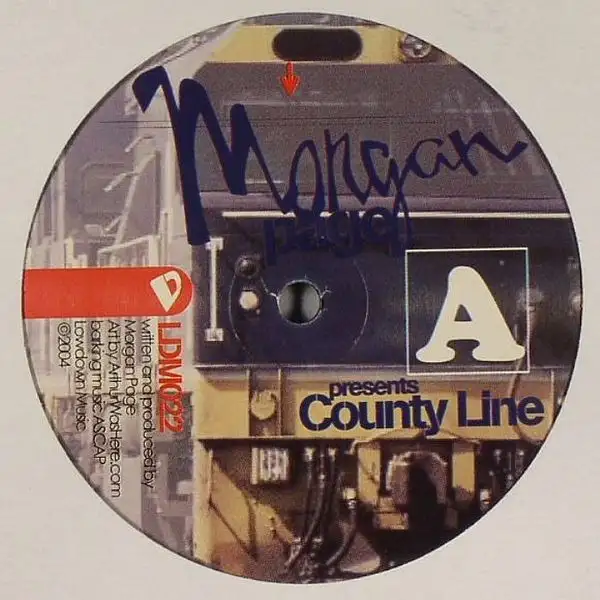 Morgan
page
A
presents
County Line
LDM022
written and produced by
Morgan Page
Art by ArthurWasHere.com
baking music ASCAP
Lowdown Music
©2004